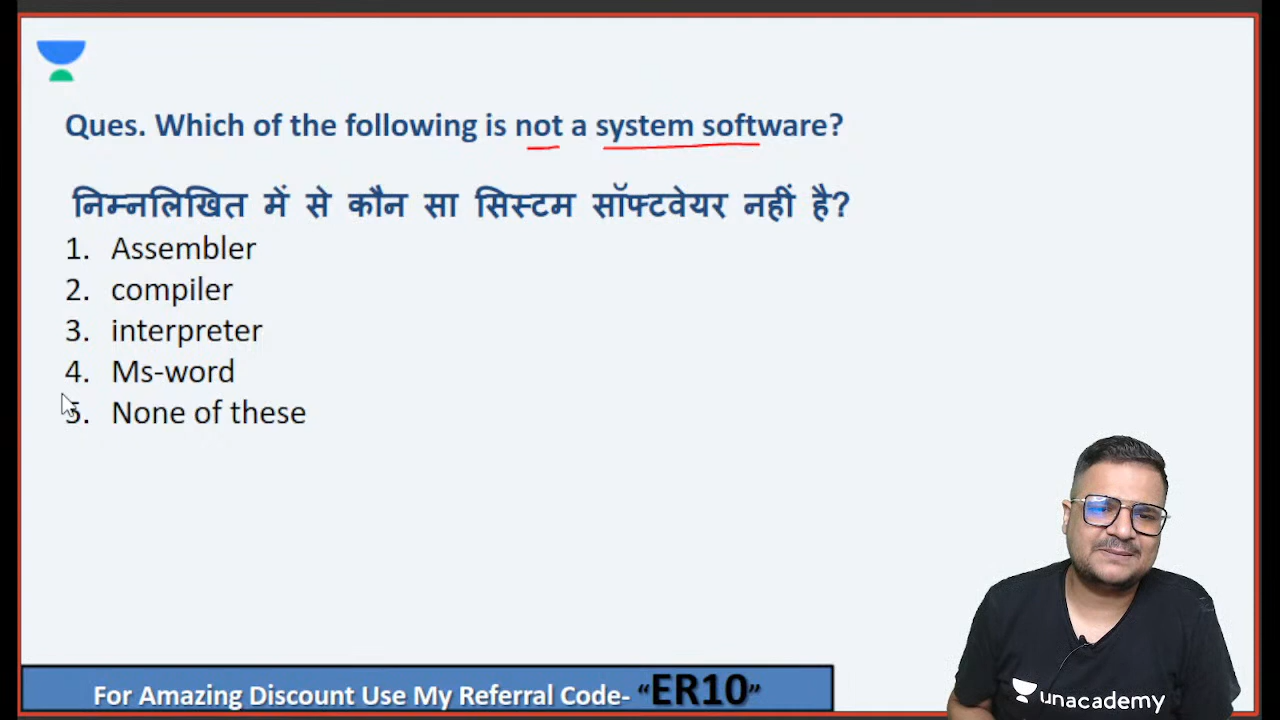 Ques. Which of the following is not a system software?
निम्नलिखित में से कौन सा सिस्टम सॉफ्टवेयर नहीं है?
1. Assembler
2. compiler
3. interpreter
4. Ms-word
5. None of these
unacademy
For Amazing Discount Use My Referral Code- “ER10”